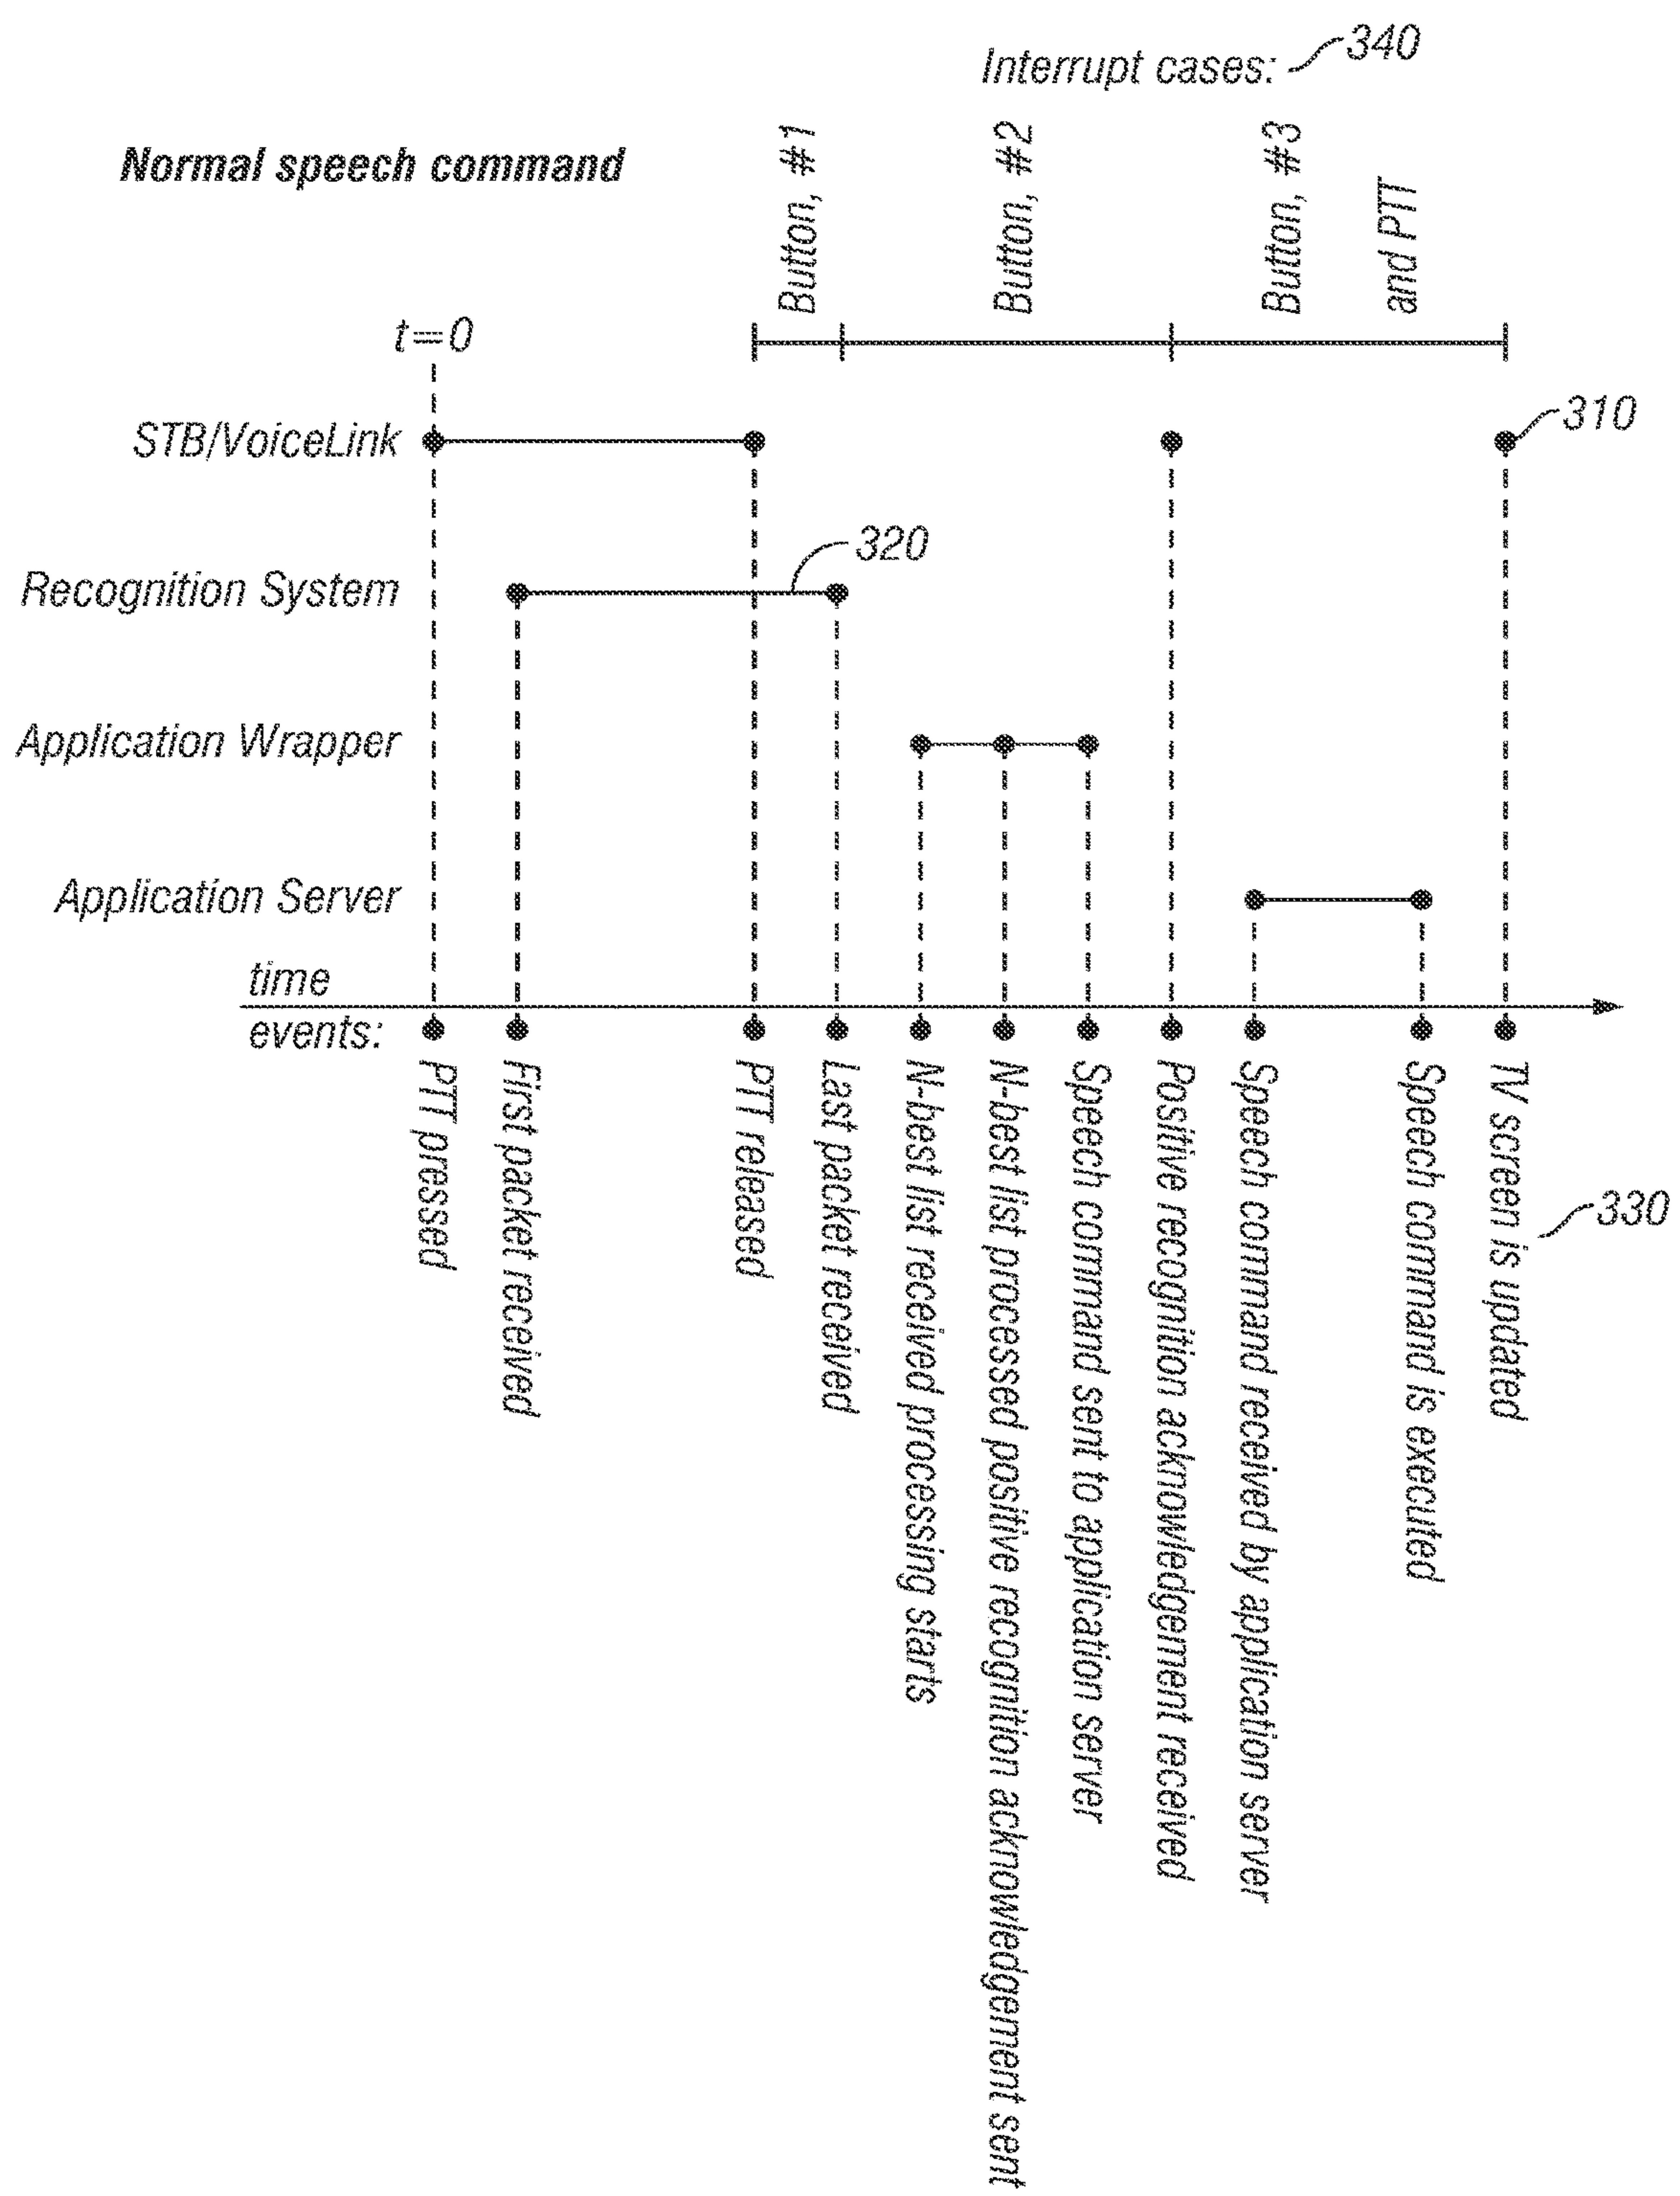 Interrupt cases: 340
Normal speech command
Button, #1
Button, #2
Button, #3
and PTT
t=0
STB/VoiceLink
310
Recognition System
320
Application Wrapper
Application Server
time
events:
PTT pressed
First packet received
PTT released
Last packet received
N-best list received processing starts
N-best list processed positive recognition acknowledgement sent
Speech command sent to application server
Positive recognition acknowledgement received
Speech command received by application server
Speech command is executed
TV screen is updated
330